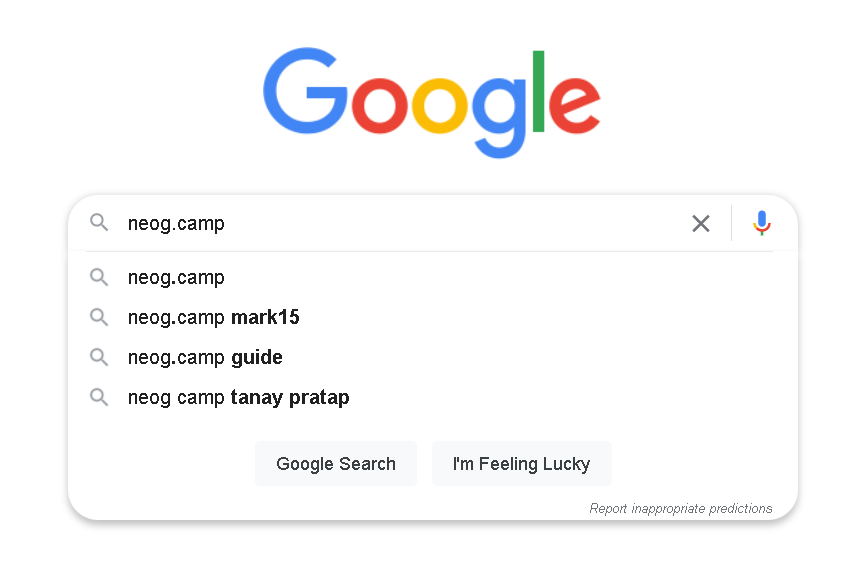 Google
neog.camp
neog.camp
neog.camp mark15
neog.camp guide
neog camp tanay pratap
Google Search
I'm Feeling Lucky
Report inappropriate predictions